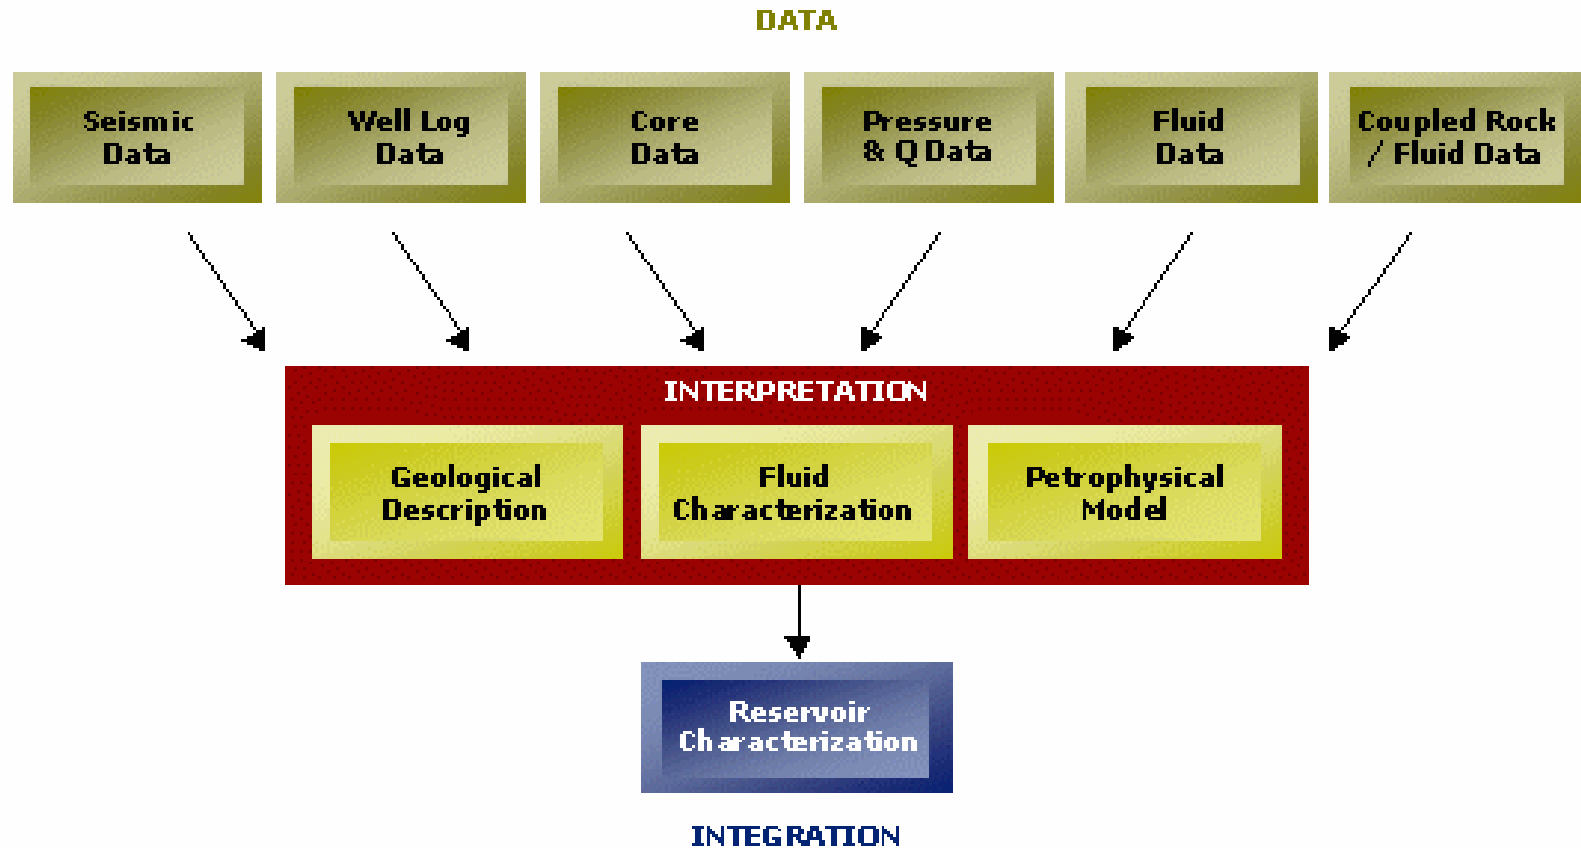 DATA
Seismic
Data
Well Log
Data
Core
Data
Pressure
& Q Data
Fluid
Data
Coupled Rock
/ Fluid Data
INTERPRETATION
Geological
Description
Fluid
Characterization
Petrophysical
Model
Reservoir
Characterization
INTEGRATION